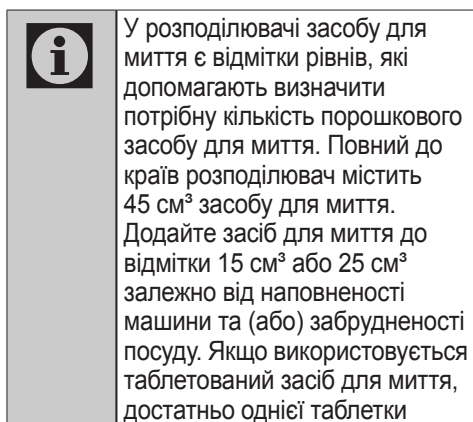 У розподілювачі засобу для
миття є відмітки рівнів, які
допомагають визначити
потрібну кількість порошкового
засобу для миття. Повний до
країв розподілювач містить
45 см³ засобу для миття.
Додайте засіб для миття до
відмітки 15 см³ або 25 см³
залежно від наповненості
машини та (або) забрудненості
посуду. Якщо використовується
таблетований засіб для миття,
достатньо однієї таблетки